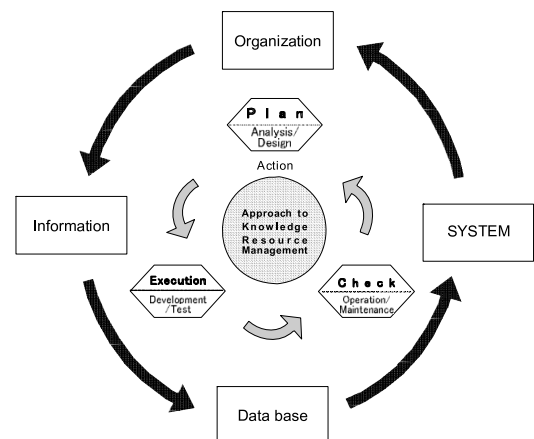 Organization
Plan
Analysis/
Design
Action
Information
Approach to
Knowledge
Resource
Management
SYSTEM
Execution
Development
/Test
Check
Operation/
Maintenance
Data base